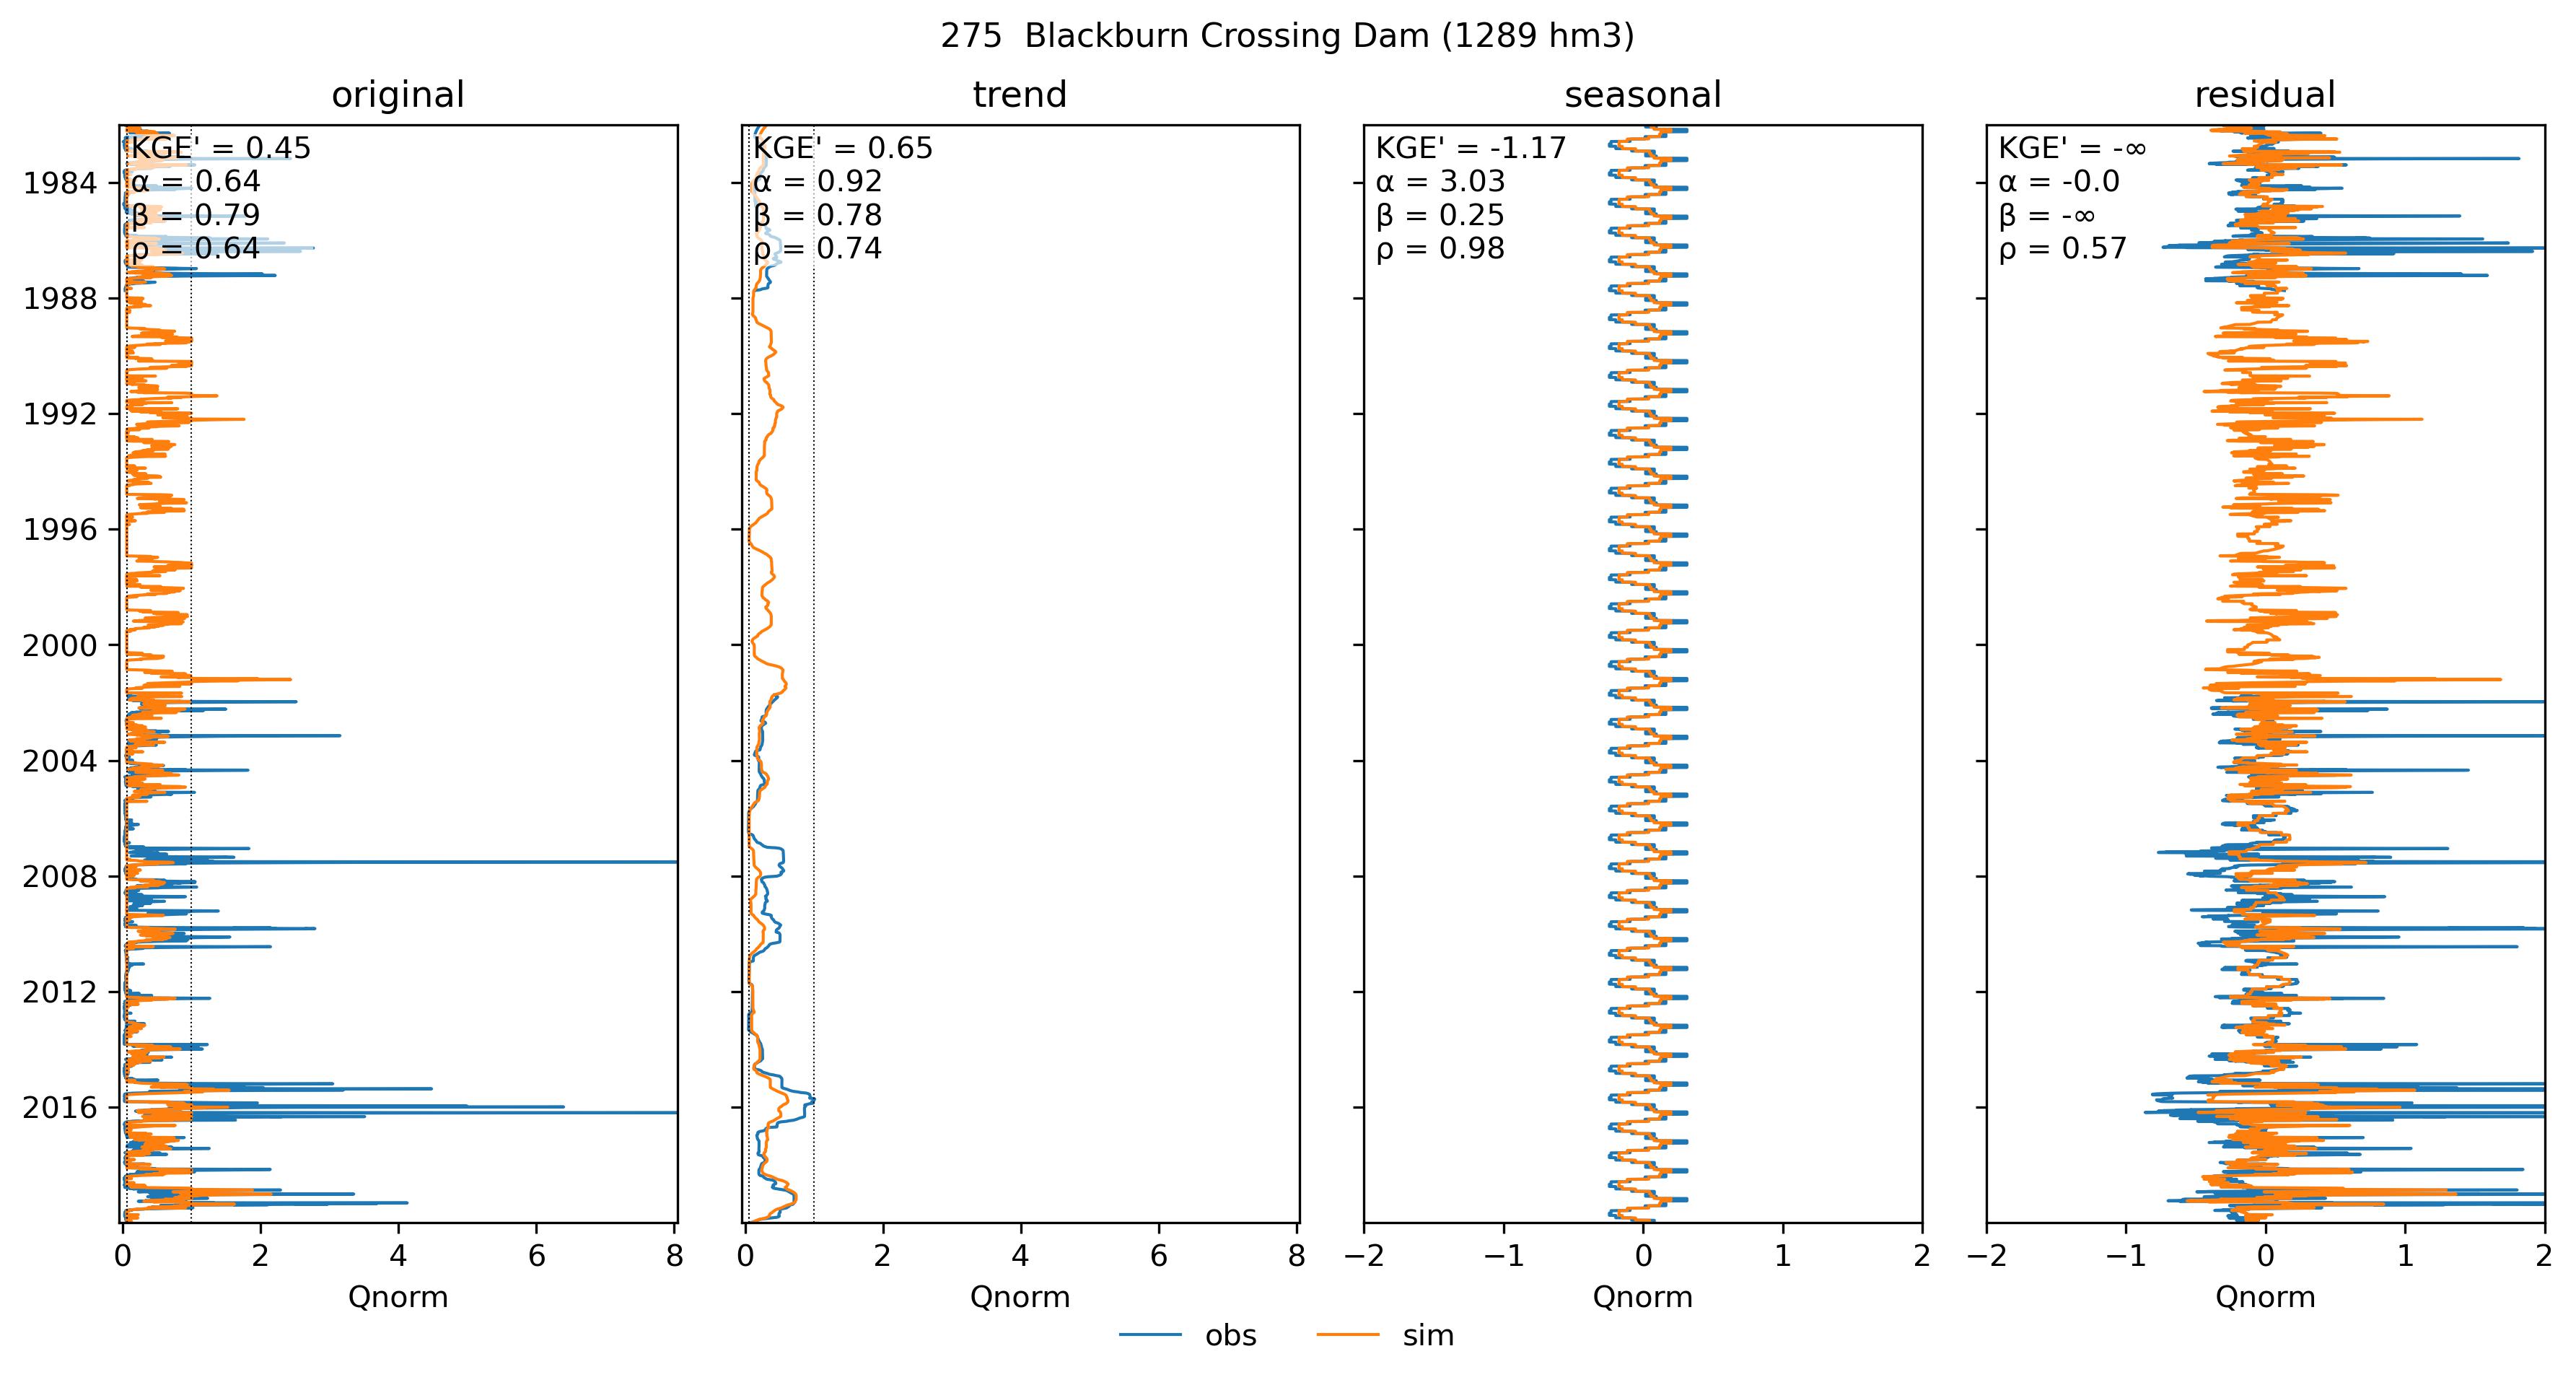 275  Blackburn Crossing Dam (1289 hm3)
original
KGE' = 0.45
α = 0.64
β = 0.79
ρ = 0.64
1984
1988
1992
1996
2000
2004
2008
2012
2016
0 2 4 6 8
Qnorm
trend
KGE' = 0.65
α = 0.92
β = 0.78
ρ = 0.74
0 2 4 6 8
Qnorm
seasonal
KGE' = -1.17
α = 3.03
β = 0.25
ρ = 0.98
−2 −1 0 1 2
Qnorm
residual
KGE' = -∞
α = -0.0
β = -∞
ρ = 0.57
−2 −1 0 1 2
Qnorm
obs sim